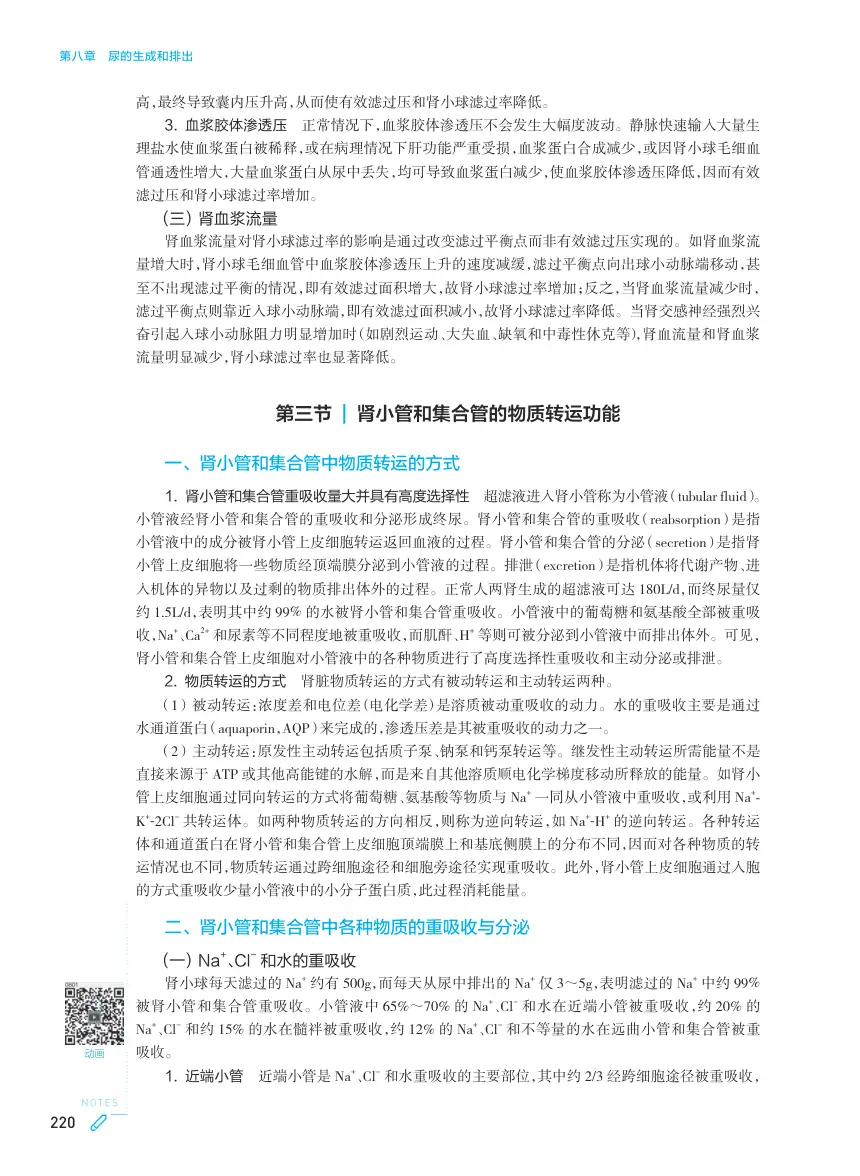 第八章 尿的生成和排出
高,最终导致囊内压升高,从而使有效滤过压和肾小球滤过率降低。
3. 血浆胶体渗透压 正常情况下,血浆胶体渗透压不会发生大幅度波动。静脉快速输入大量生
理盐水使血浆蛋白被稀释,或在病理情况下肝功能严重受损,血浆蛋白合成减少,或因肾小球毛细血
管通透性增大,大量血浆蛋白从尿中丢失,均可导致血浆蛋白减少,使血浆胶体渗透压降低,因而有效
滤过压和肾小球滤过率增加。
(三)肾血浆流量
肾血浆流量对肾小球滤过率的影响是通过改变滤过平衡点而非有效滤过压实现的。如肾血浆流
量增大时,肾小球毛细血管中血浆胶体渗透压上升的速度减缓,滤过平衡点向出球小动脉端移动,甚
至不出现滤过平衡的情况,即有效滤过面积增大,故肾小球滤过率增加;反之,当肾血浆流量减少时,
滤过平衡点则靠近入球小动脉端,即有效滤过面积减小,故肾小球滤过率降低。当肾交感神经强烈兴
奋引起入球小动脉阻力明显增加时(如剧烈运动、大失血、缺氧和中毒性休克等),肾血流量和肾血浆
流量明显减少,肾小球滤过率也显著降低。
第三节 | 肾小管和集合管的物质转运功能
一、肾小管和集合管中物质转运的方式
1. 肾小管和集合管重吸收量大并具有高度选择性 超滤液进入肾小管称为小管液(tubular fluid)。
小管液经肾小管和集合管的重吸收和分泌形成终尿。肾小管和集合管的重吸收(reabsorption)是指
小管液中的成分被肾小管上皮细胞转运返回血液的过程。肾小管和集合管的分泌(secretion)是指肾
小管上皮细胞将一些物质经顶端膜分泌到小管液的过程。排泄(excretion)是指机体将代谢产物、进
入机体的异物以及过剩的物质排出体外的过程。正常人两肾生成的超滤液可达 180L/d,而终尿量仅
约 1.5L/d,表明其中约 99% 的水被肾小管和集合管重吸收。小管液中的葡萄糖和氨基酸全部被重吸
收,Na⁺、Ca²⁺ 和尿素等不同程度地被重吸收,而肌酐、H⁺ 等则可被分泌到小管液中而排出体外。可见,
肾小管和集合管上皮细胞对小管液中的各种物质进行了高度选择性重吸收和主动分泌或排泄。
2. 物质转运的方式 肾脏物质转运的方式有被动转运和主动转运两种。
(1)被动转运:浓度差和电位差(电化学差)是溶质被动重吸收的动力。水的重吸收主要是通过
水通道蛋白(aquaporin,AQP)来完成的,渗透压差是其被重吸收的动力之一。
(2)主动转运:原发性主动转运包括质子泵、钠泵和钙泵转运等。继发性主动转运所需能量不是
直接来源于 ATP 或其他高能键的水解,而是来自其他溶质顺电化学梯度移动所释放的能量。如肾小
管上皮细胞通过同向转运的方式将葡萄糖、氨基酸等物质与 Na⁺ 一同从小管液中重吸收,或利用 Na⁺-
K⁺-2Cl⁻ 共转运体。如两种物质转运的方向相反,则称为逆向转运,如 Na⁺-H⁺ 的逆向转运。各种转运
体和通道蛋白在肾小管和集合管上皮细胞顶端膜上和基底侧膜上的分布不同,因而对各种物质的转
运情况也不同,物质转运通过跨细胞途径和细胞旁途径实现重吸收。此外,肾小管上皮细胞通过入胞
的方式重吸收少量小管液中的小分子蛋白质,此过程消耗能量。
二、肾小管和集合管中各种物质的重吸收与分泌
(一)Na⁺、Cl⁻ 和水的重吸收
肾小球每天滤过的 Na⁺ 约有 500g,而每天从尿中排出的 Na⁺ 仅 3～5g,表明滤过的 Na⁺ 中约 99%
被肾小管和集合管重吸收。小管液中 65%～70% 的 Na⁺、Cl⁻ 和水在近端小管被重吸收,约 20% 的
Na⁺、Cl⁻ 和约 15% 的水在髓袢被重吸收,约 12% 的 Na⁺、Cl⁻ 和不等量的水在远曲小管和集合管被重
吸收。
1. 近端小管 近端小管是 Na⁺、Cl⁻ 和水重吸收的主要部位,其中约 2/3 经跨细胞途径被重吸收,
0801
动画
NOTES
220